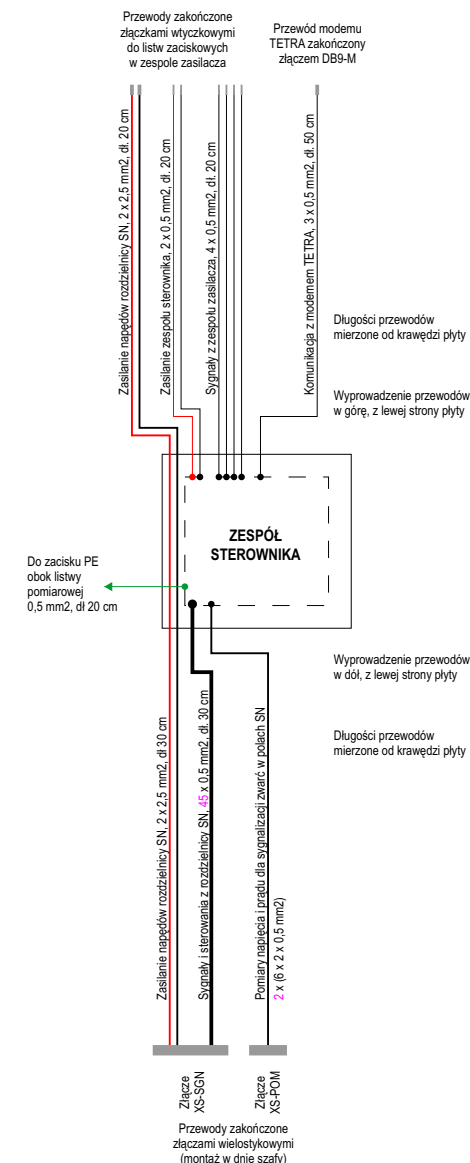 Przewody zakończone
złączkami wtyczkowymi
do listw zaciskowych
w zespole zasilacza
Przewód modemu
TETRA zakończony
złączem DB9-M
Zasilanie napędów rozdzielnicy SN, 2 x 2,5 mm2, dł. 20 cm
Zasilanie zespołu sterownika, 2 x 0,5 mm2, dł. 20 cm
Sygnały z zespołu zasilacza, 4 x 0,5 mm2, dł. 20 cm
Komunikacja z modemem TETRA, 3 x 0,5 mm2, dł. 50 cm
Długości przewodów
mierzone od krawędzi płyty
Wyprowadzenie przewodów
w górę, z lewej strony płyty
ZESPÓŁ
STEROWNIKA
Do zacisku PE
obok listwy
pomiarowej
0,5 mm2, dł 20 cm
Wyprowadzenie przewodów
w dół, z lewej strony płyty
Długości przewodów
mierzone od krawędzi płyty
Zasilanie napędów rozdzielnicy SN, 2 x 2,5 mm2, dł 30 cm
Sygnały i sterowania z rozdzielnicy SN, 45 x 0,5 mm2, dł. 30 cm
Pomiary napięcia i prądu dla sygnalizacji zwarć w polach SN
2 x (6 x 2 x 0,5 mm2)
Złącze
XS-SGN
Złącze
XS-POM
Przewody zakończone
złączami wielostykowymi
(montaż w dnie szafy)